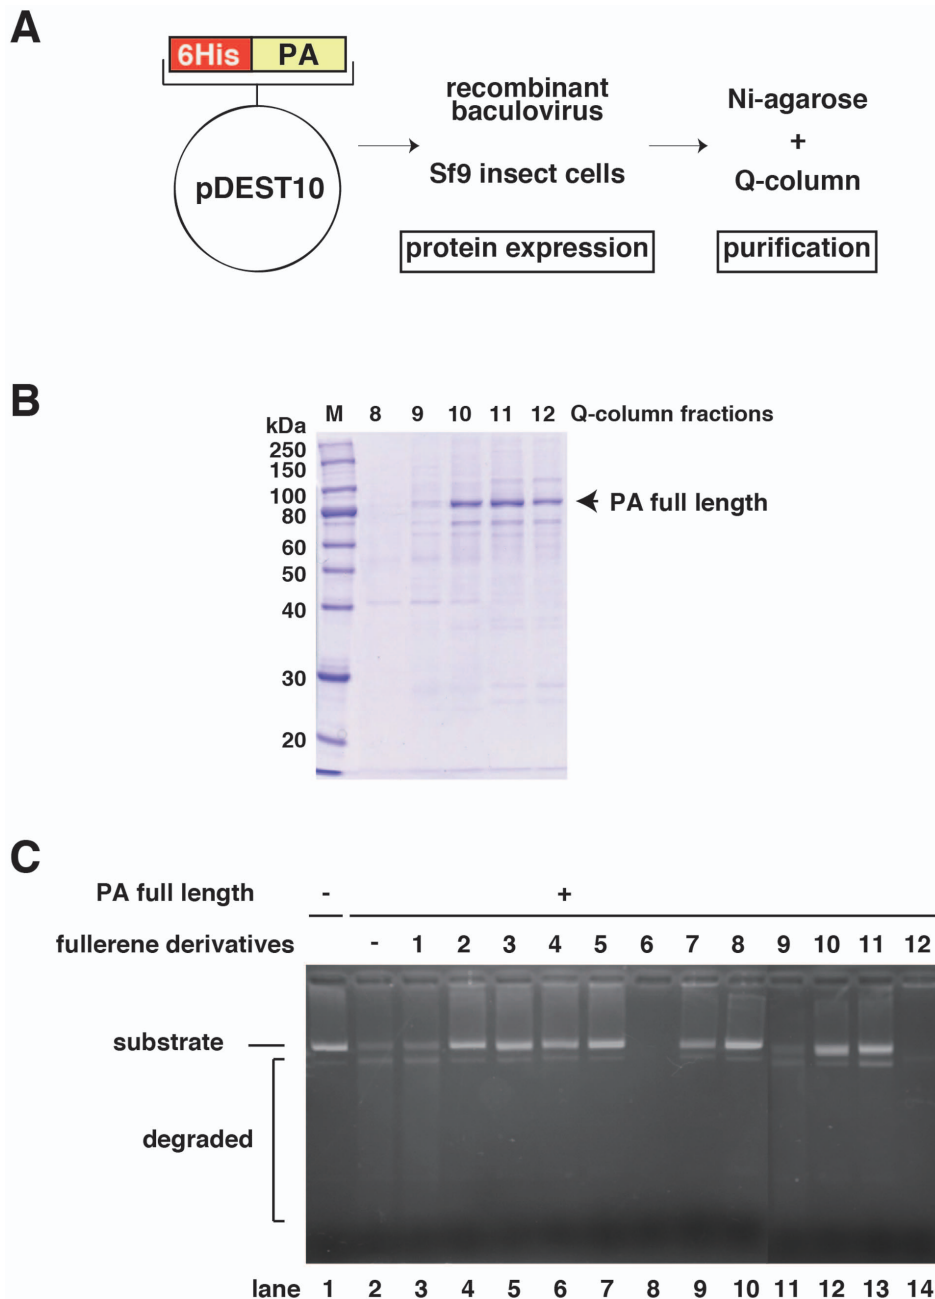 A
6His PA
pDEST10
recombinant
baculovirus
Sf9 insect cells
protein expression
Ni-agarose
+
Q-column
purification
B
kDa M 8 9 10 11 12 Q-column fractions
250
150
100
80
60
50
40
30
20
PA full length
C
PA full length - +
fullerene derivatives - 1 2 3 4 5 6 7 8 9 10 11 12
substrate
degraded
lane 1 2 3 4 5 6 7 8 9 10 11 12 13 14